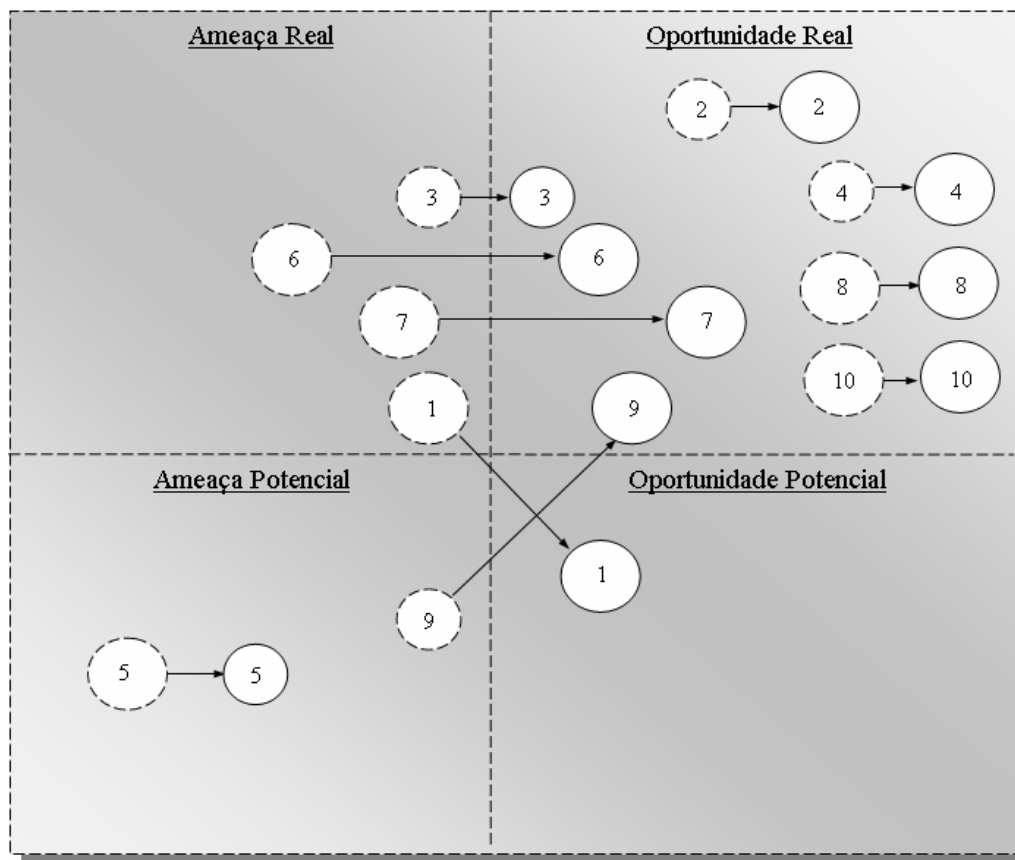 Ameaça Real
Oportunidade Real
2 2
3 3
4 4
6 6
8 8
7 7
10 10
1 9
Ameaça Potencial
Oportunidade Potencial
1
9
5 5